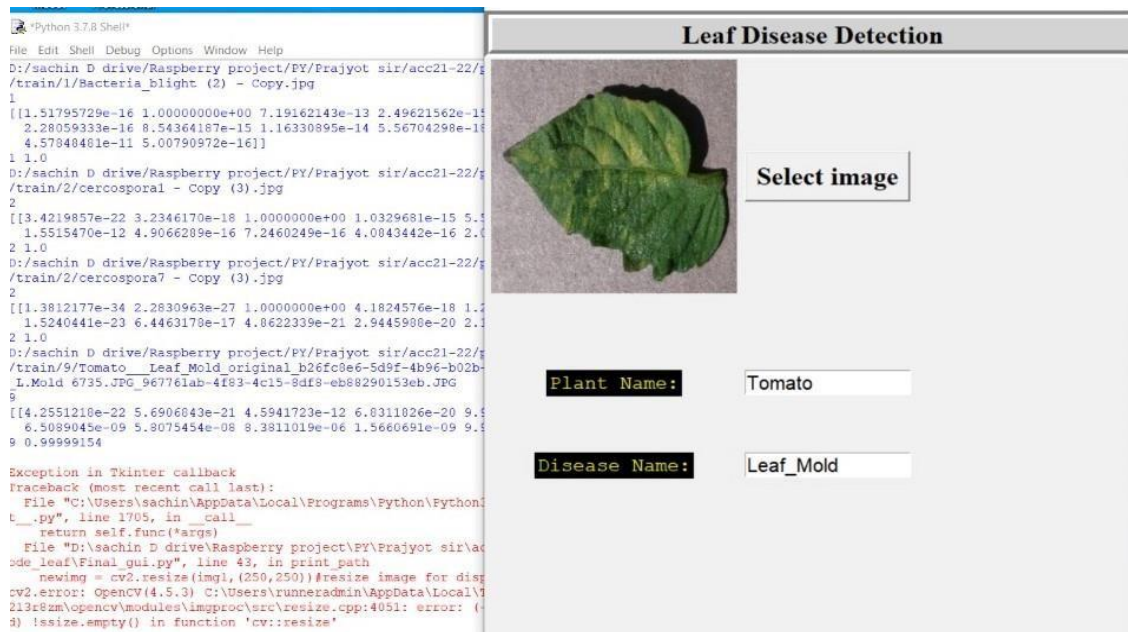 *Python 3.7.8 Shell*
File Edit Shell Debug Options Window Help
D:/sachin D drive/Raspberry project/PY/Prajyot sir/acc21-22/p
/train/1/Bacteria_blight (2) - Copy.jpg
1
[[1.51795729e-16 1.00000000e+00 7.19162143e-13 2.49621562e-15
2.28059333e-16 8.54364187e-15 1.16330895e-14 5.56704298e-18
4.57848481e-11 5.00790972e-16]]
1 1.0
D:/sachin D drive/Raspberry project/PY/Prajyot sir/acc21-22/p
/train/2/cercospora1 - Copy (3).jpg
2
[[3.4219857e-22 3.2346170e-18 1.0000000e+00 1.0329681e-15 5.5
1.5515470e-12 4.9066289e-16 7.2460249e-16 4.0843442e-16 2.0
2 1.0
D:/sachin D drive/Raspberry project/PY/Prajyot sir/acc21-22/p
/train/2/cercospora7 - Copy (3).jpg
2
[[1.3812177e-34 2.2830963e-27 1.0000000e+00 4.1824576e-18 1.2
1.5240441e-23 6.4463178e-17 4.8622339e-21 2.9445908e-20 2.1
2 1.0
D:/sachin D drive/Raspberry project/PY/Prajyot sir/acc21-22/p
/train/9/Tomato___Leaf_Mold_original_b26fc8e6-5d9f-4b96-b02b-
_L.Mold 6735.JPG_967761ab-4f83-4c15-8df8-eb88290153eb.JPG
9
[[4.2551218e-22 5.6906843e-21 4.5941723e-12 6.8311826e-20 9.9
6.5089045e-09 5.8075454e-08 8.3811019e-06 1.5660691e-09 9.9
9 0.99999154
Exception in Tkinter callback
Traceback (most recent call last):
File "C:\Users\sachin\AppData\Local\Programs\Python\Python3
t__.py", line 1705, in __call__
return self.func(*args)
File "D:\sachin D drive\Raspberry project\PY\Prajyot sir\ac
ode_leaf\Final_gui.py", line 43, in print_path
newimg = cv2.resize(img1,(250,250))#resize image for disp
cv2.error: OpenCV(4.5.3) C:\Users\runneradmin\AppData\Local\T
213r8zm\opencv\modules\imgproc\src\resize.cpp:4051: error: (-
d) !ssize.empty() in function 'cv::resize'
Leaf Disease Detection
Select image
Plant Name:
Tomato
Disease Name:
Leaf_Mold